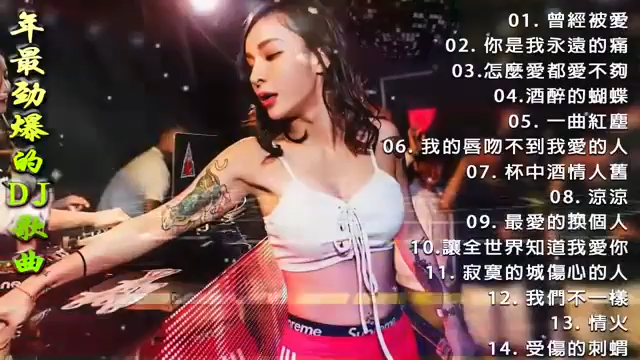 年最劲爆的DJ歌曲
01. 曾經被愛
02. 你是我永遠的痛
03.怎麼愛都愛不夠
04.酒醉的蝴蝶
05. 一曲紅塵
06. 我的唇吻不到我愛的人
07. 杯中酒情人舊
08. 涼涼
09. 最愛的換個人
10.讓全世界知道我愛你
11. 寂寞的城傷心的人
12. 我們不一樣
13. 情火
14. 受傷的刺蝟
Supreme